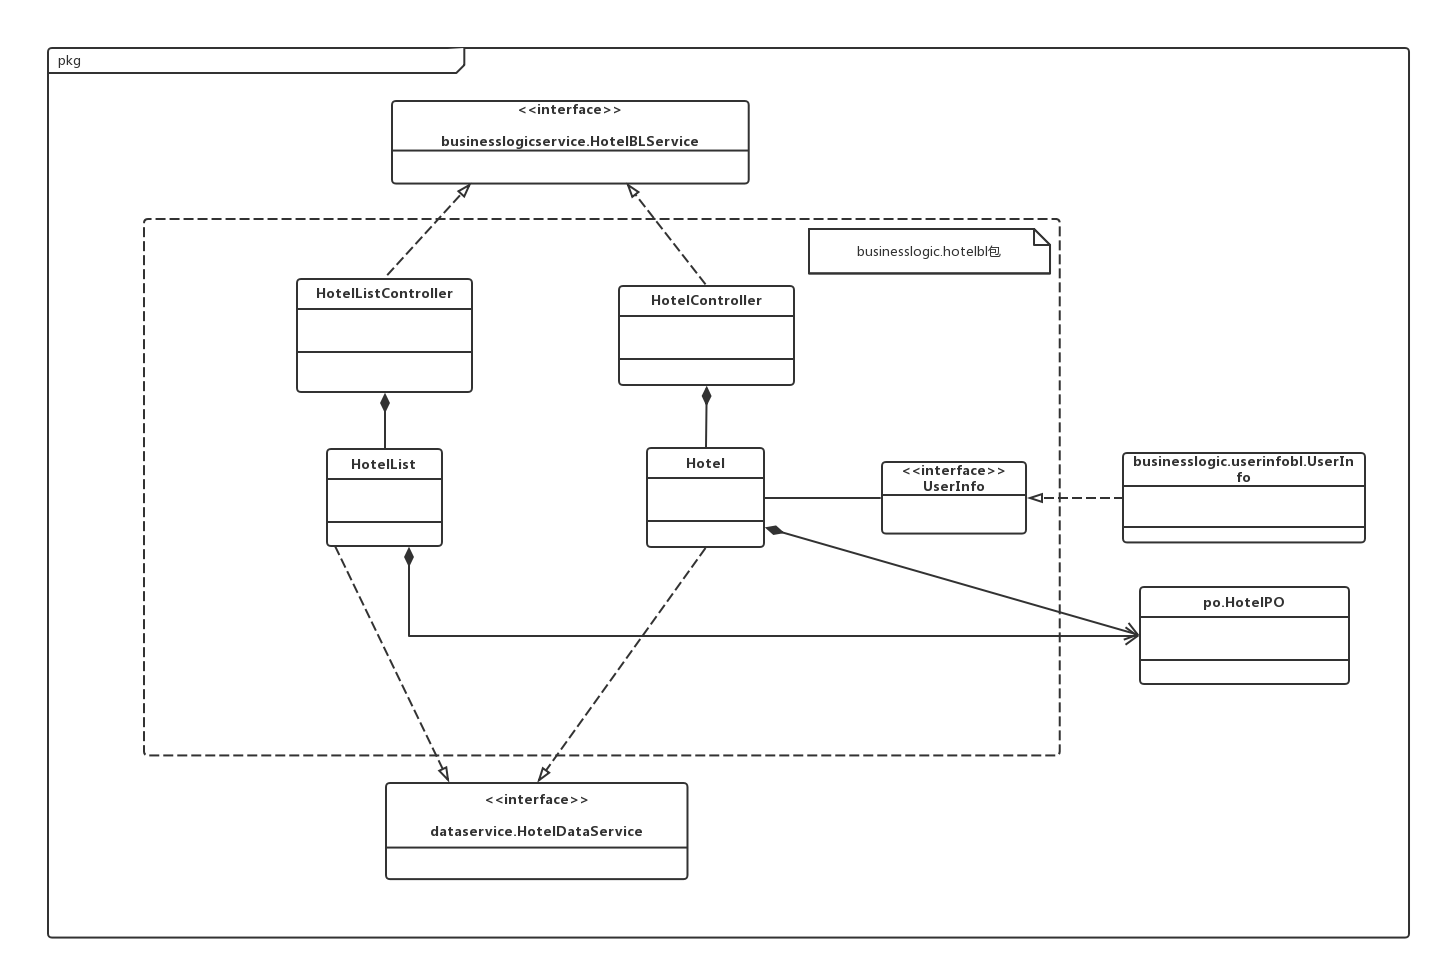 pkg
<<interface>>
businesslogicservice.HotelBLService
businesslogic.hotelbl包
HotelListController
HotelController
HotelList
Hotel
<<interface>>
UserInfo
businesslogic.userinfobl.UserIn
fo
po.HotelPO
<<interface>>
dataservice.HotelDataService